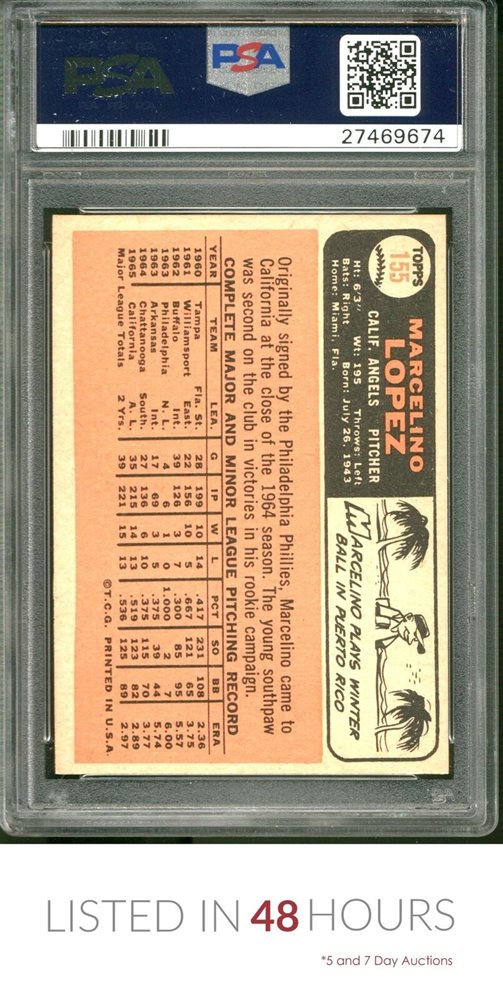 PSA
PSA
27469674
TOPPS
155
MARCELINO
LOPEZ
CALIF. ANGELS PITCHER
Ht: 6'3" Wt: 195 Throws: Left
Bats: Right Born: July 26, 1943
Home: Miami, Fla.
MARCELINO PLAYS WINTER
BALL IN PUERTO RICO
Originally signed by the Philadelphia Phillies, Marcelino came to
California at the close of the 1964 season. The young southpaw
was second on the club in victories in his rookie campaign.
COMPLETE MAJOR AND MINOR LEAGUE PITCHING RECORD
YEAR TEAM LEA. G IP W L PCT SO BB ERA
1960 Tampa Fla. St. 28 199 10 14 .417 231 108 2.36
1961 Williamsport East. 22 156 10 5 .667 121 65 3.75
1962 Buffalo Int. 39 126 3 7 .300 85 95 5.57
1963 Philadelphia N. L. 4 6 1 0 1.000 2 7 6.00
1963 Arkansas Int. 17 69 3 5 .375 39 44 5.74
1964 Chattanooga South. 27 136 6 10 .375 115 70 3.77
1965 California A. L. 35 215 14 13 .519 123 82 2.89
Major League Totals 2 Yrs. 39 221 15 13 .536 125 89 2.97
©T.C.G. PRINTED IN U.S.A.
LISTED IN 48 HOURS
*5 and 7 Day Auctions